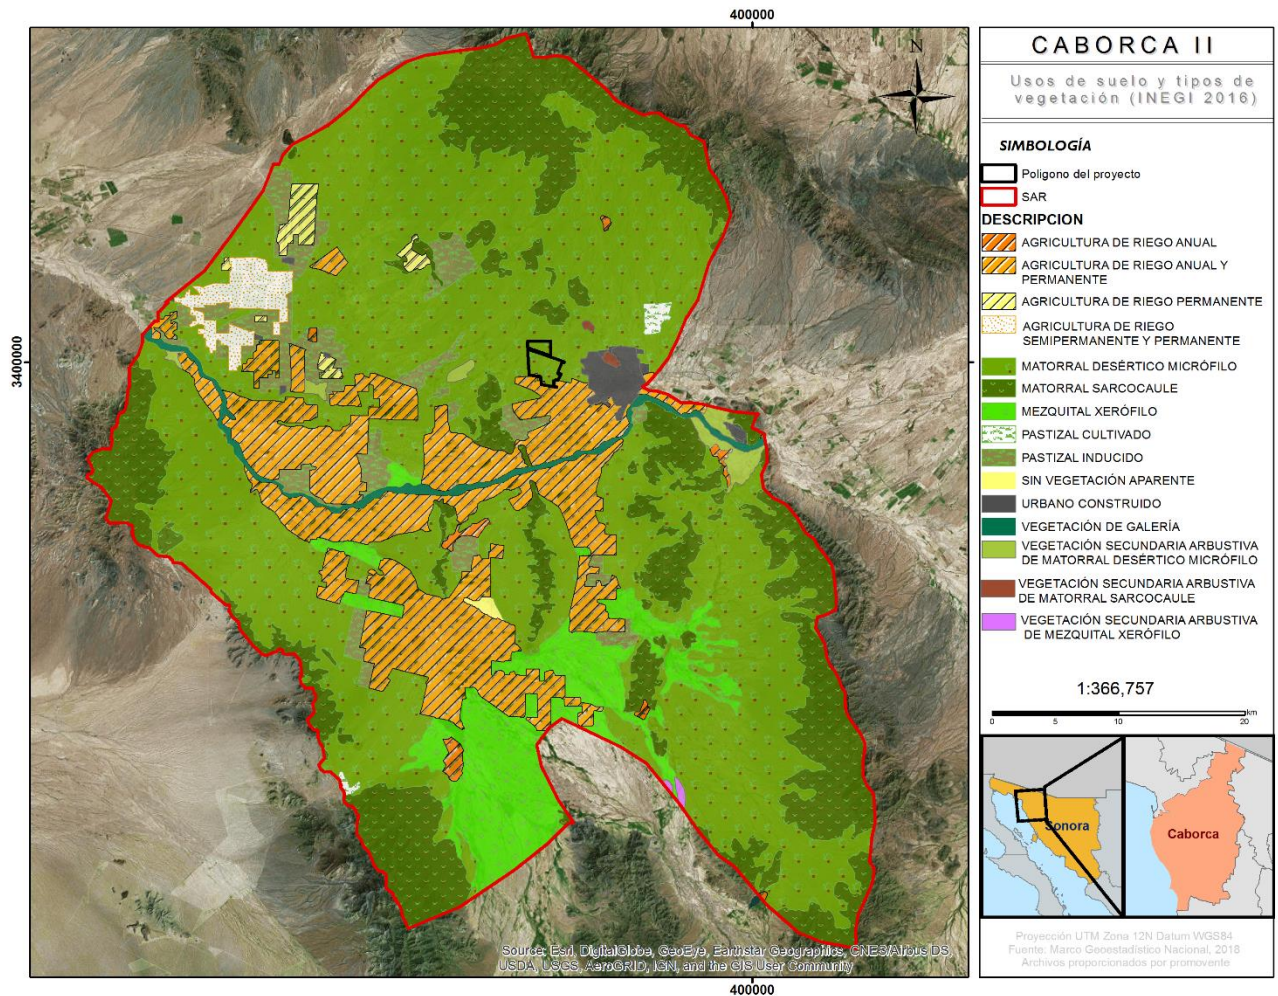 400000
N
3400000
3400000
Source: Esri, DigitalGlobe, GeoEye, Earthstar Geographics, CNES/Airbus DS,
USDA, USGS, AeroGRID, IGN, and the GIS User Community
400000
CABORCA II
Usos de suelo y tipos de
vegetación (INEGI 2016)
SIMBOLOGÍA
Poligono del proyecto
SAR
DESCRIPCION
AGRICULTURA DE RIEGO ANUAL
AGRICULTURA DE RIEGO ANUAL Y
PERMANENTE
AGRICULTURA DE RIEGO PERMANENTE
AGRICULTURA DE RIEGO
SEMIPERMANENTE Y PERMANENTE
MATORRAL DESÉRTICO MICRÓFILO
MATORRAL SARCOCAULE
MEZQUITAL XERÓFILO
PASTIZAL CULTIVADO
PASTIZAL INDUCIDO
SIN VEGETACIÓN APARENTE
URBANO CONSTRUIDO
VEGETACIÓN DE GALERÍA
VEGETACIÓN SECUNDARIA ARBUSTIVA
DE MATORRAL DESÉRTICO MICRÓFILO
VEGETACIÓN SECUNDARIA ARBUSTIVA
DE MATORRAL SARCOCAULE
VEGETACIÓN SECUNDARIA ARBUSTIVA
DE MEZQUITAL XERÓFILO
1:366,757
km
0 5 10 20
Sonora
Caborca
Proyección UTM Zona 12N Datum WGS84
Fuente: Marco Geoestadístico Nacional, 2018
Archivos proporcionados por promovente